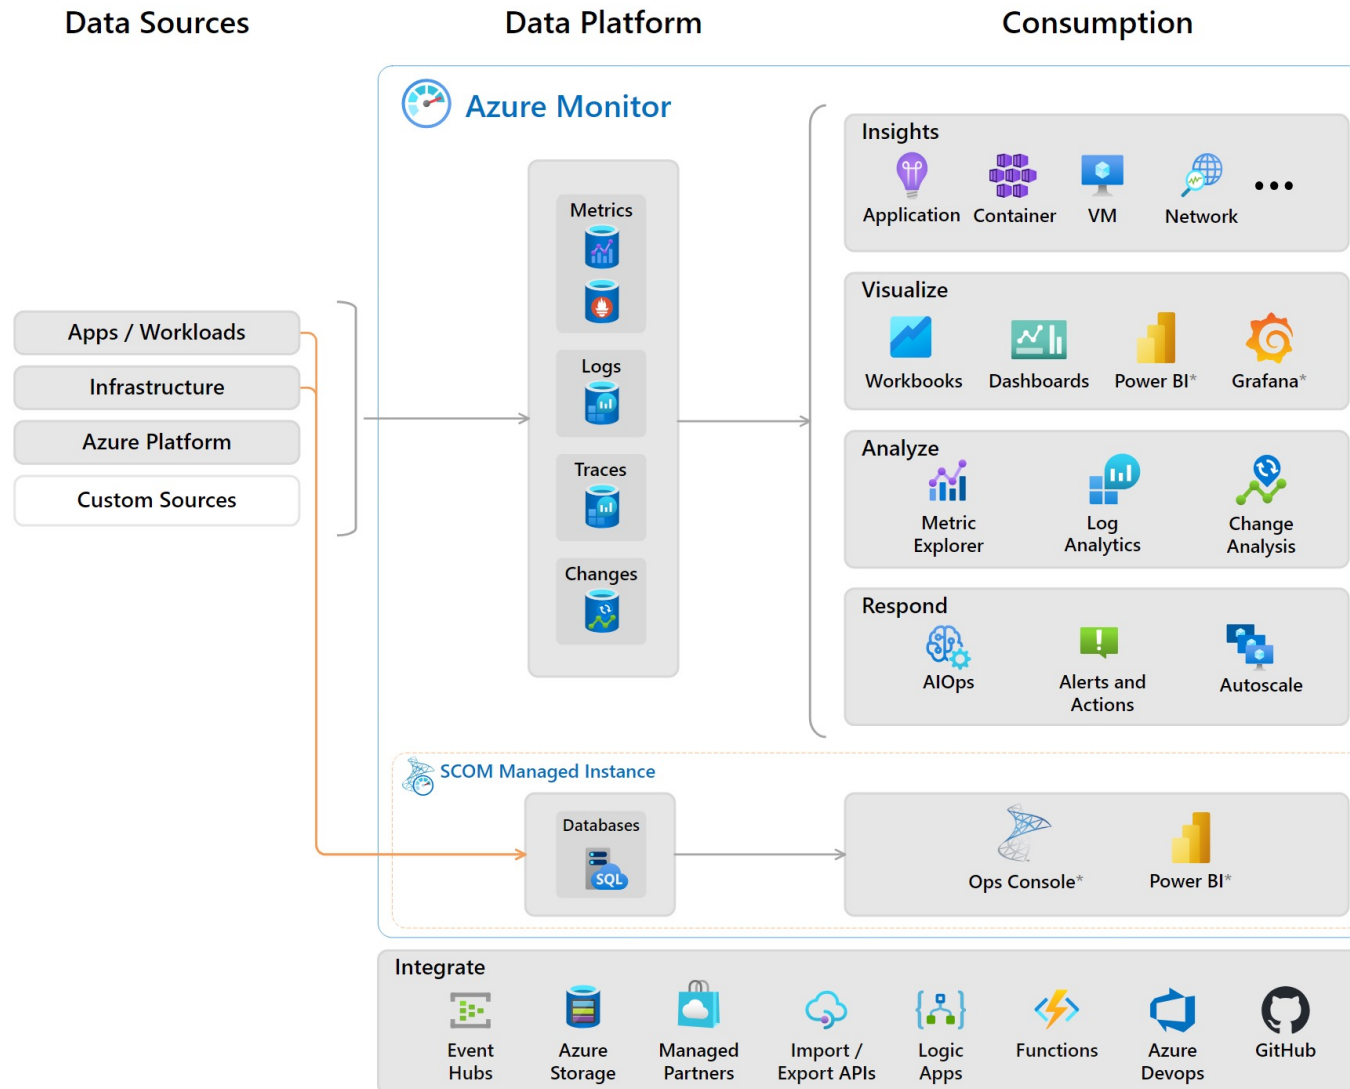 Data Sources
Data Platform
Consumption
Azure Monitor
Apps / Workloads
Infrastructure
Azure Platform
Custom Sources
Metrics
Logs
Traces
Changes
Insights
Application
Container
VM
Network
...
Visualize
Workbooks
Dashboards
Power BI*
Grafana*
Analyze
Metric
Explorer
Log
Analytics
Change
Analysis
Respond
AIOps
Alerts and
Actions
Autoscale
SCOM Managed Instance
Databases
SQL
Ops Console*
Power BI*
Integrate
Event
Hubs
Azure
Storage
Managed
Partners
Import /
Export APIs
Logic
Apps
Functions
Azure
Devops
GitHub